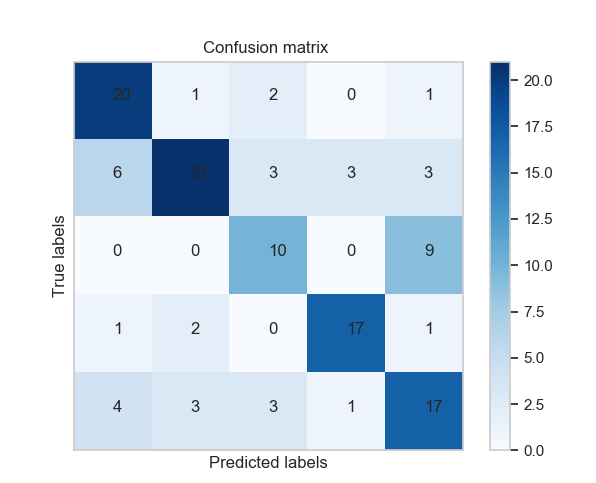 Confusion matrix
20 1 2 0 1
6 21 3 3 3
0 0 10 0 9
1 2 0 17 1
4 3 3 1 17
True labels
Predicted labels
20.0
17.5
15.0
12.5
10.0
7.5
5.0
2.5
0.0